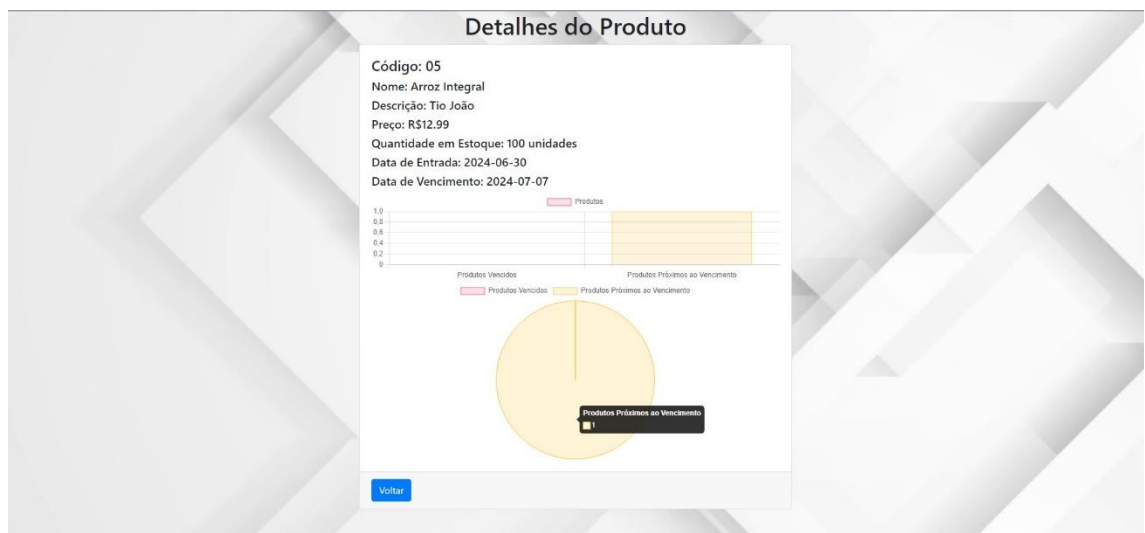 Detalhes do Produto
Código: 05
Nome: Arroz Integral
Descrição: Tio João
Preço: R$12.99
Quantidade em Estoque: 100 unidades
Data de Entrada: 2024-06-30
Data de Vencimento: 2024-07-07
Produtos
1,0
0,8
0,6
0,4
0,2
0
Produtos Vencidos Produtos Próximos ao Vencimento
Produtos Vencidos Produtos Próximos ao Vencimento
Produtos Próximos ao Vencimento
1
Voltar